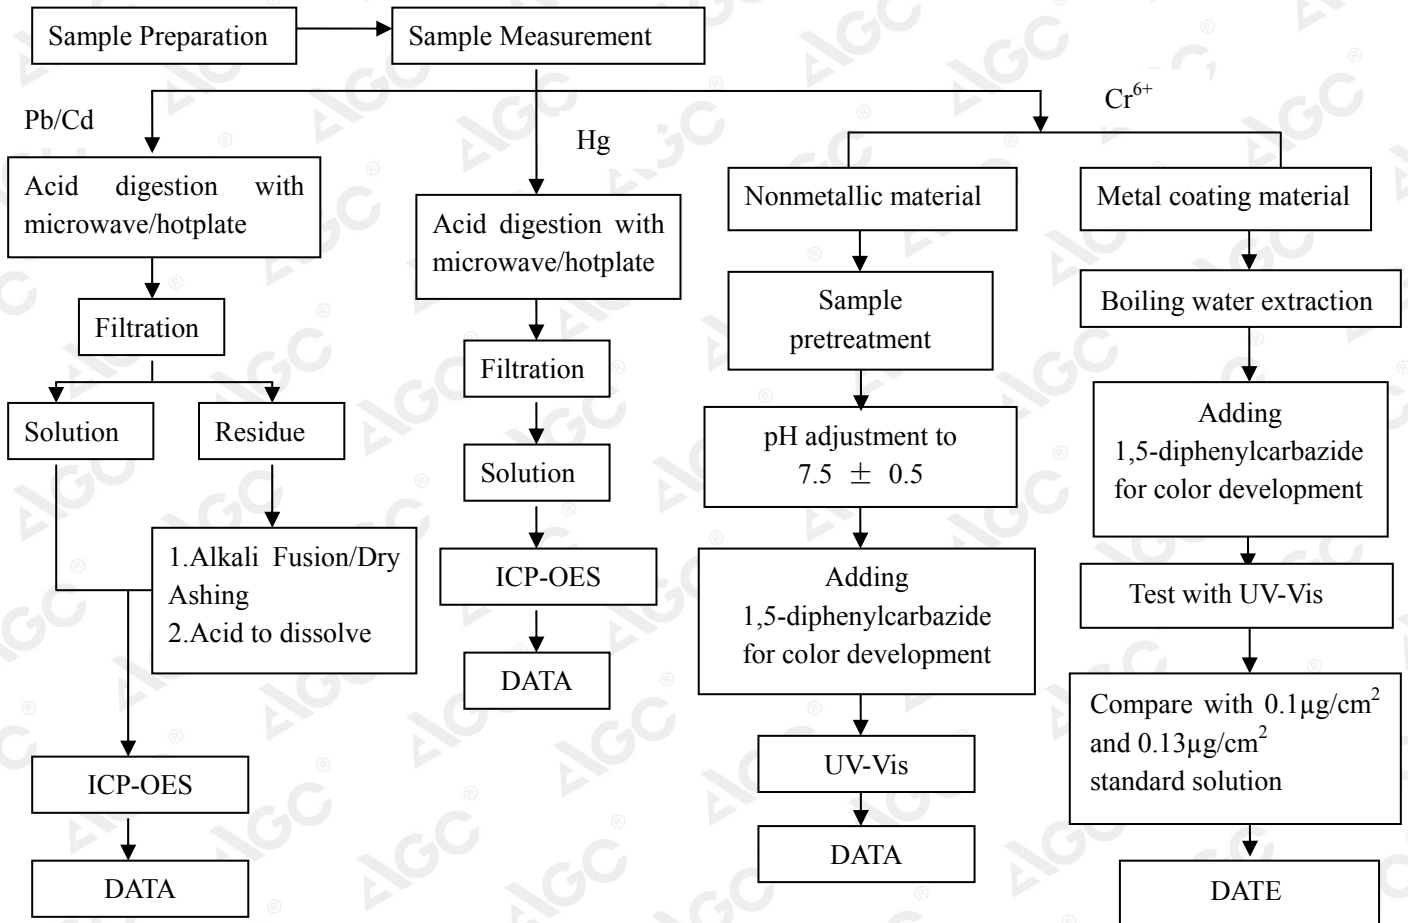 Sample Preparation
Sample Measurement
Pb/Cd
Hg
Cr6+
Acid digestion with
microwave/hotplate
Filtration
Solution
Residue
1.Alkali Fusion/Dry
Ashing
2.Acid to dissolve
ICP-OES
DATA
Acid digestion with
microwave/hotplate
Filtration
Solution
ICP-OES
DATA
Nonmetallic material
Sample
pretreatment
pH adjustment to
7.5 ± 0.5
Adding
1,5-diphenylcarbazide
for color development
UV-Vis
DATA
Metal coating material
Boiling water extraction
Adding
1,5-diphenylcarbazide
for color development
Test with UV-Vis
Compare with 0.1µg/cm2
and 0.13µg/cm2
standard solution
DATE
AGC®